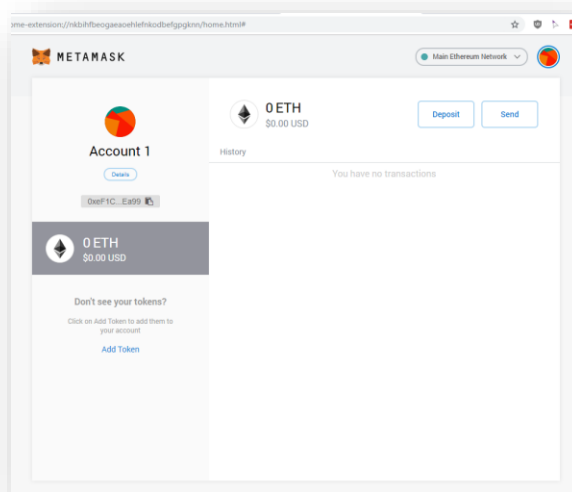 ome-extension://nkbihfbeogaeaoehlefnkodbefgpgknn/home.html#
METAMASK
Main Ethereum Network
Account 1
Details
0xeF1C...Ea99
0 ETH
$0.00 USD
Don't see your tokens?
Click on Add Token to add them to
your account
Add Token
0 ETH
$0.00 USD
Deposit
Send
History
You have no transactions